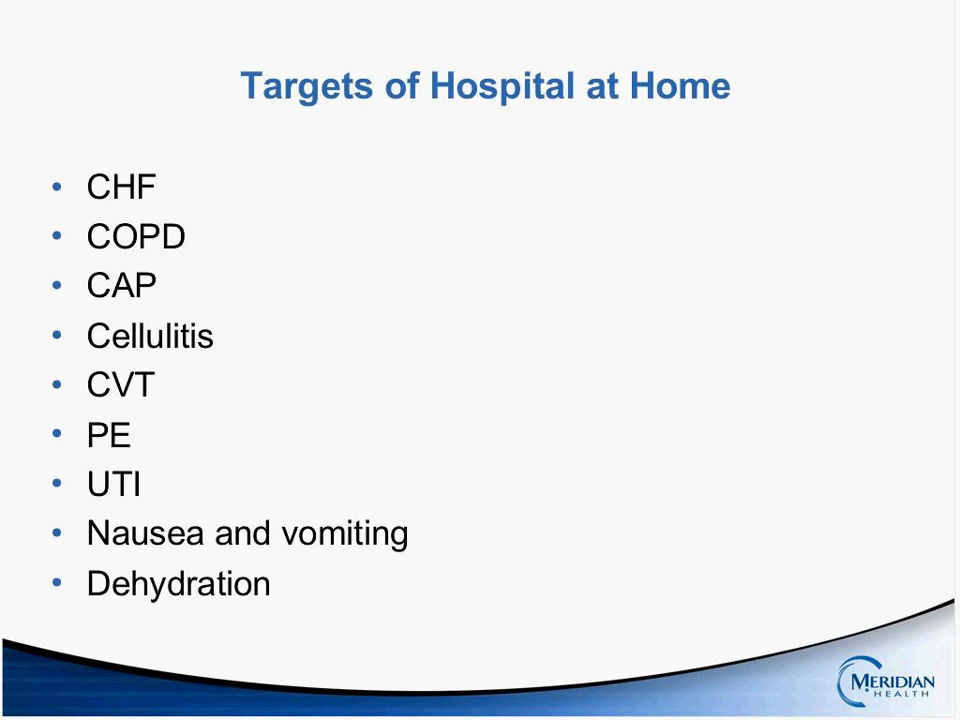 Targets of Hospital at Home
• CHF
• COPD
• CAP
• Cellulitis
• CVT
• PE
• UTI
• Nausea and vomiting
• Dehydration
MERIDIAN
HEALTH